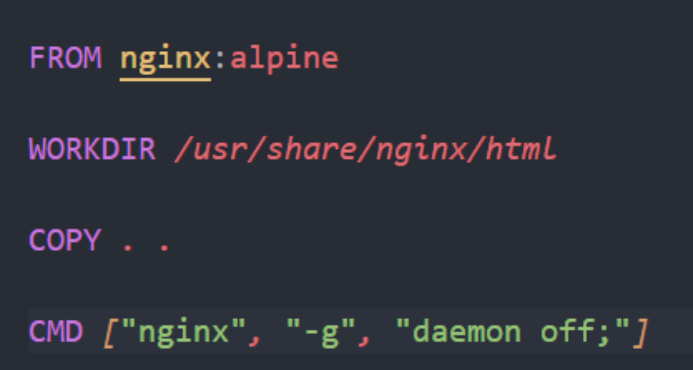 FROM nginx:alpine
WORKDIR /usr/share/nginx/html
COPY . .
CMD ["nginx", "-g", "daemon off;"]